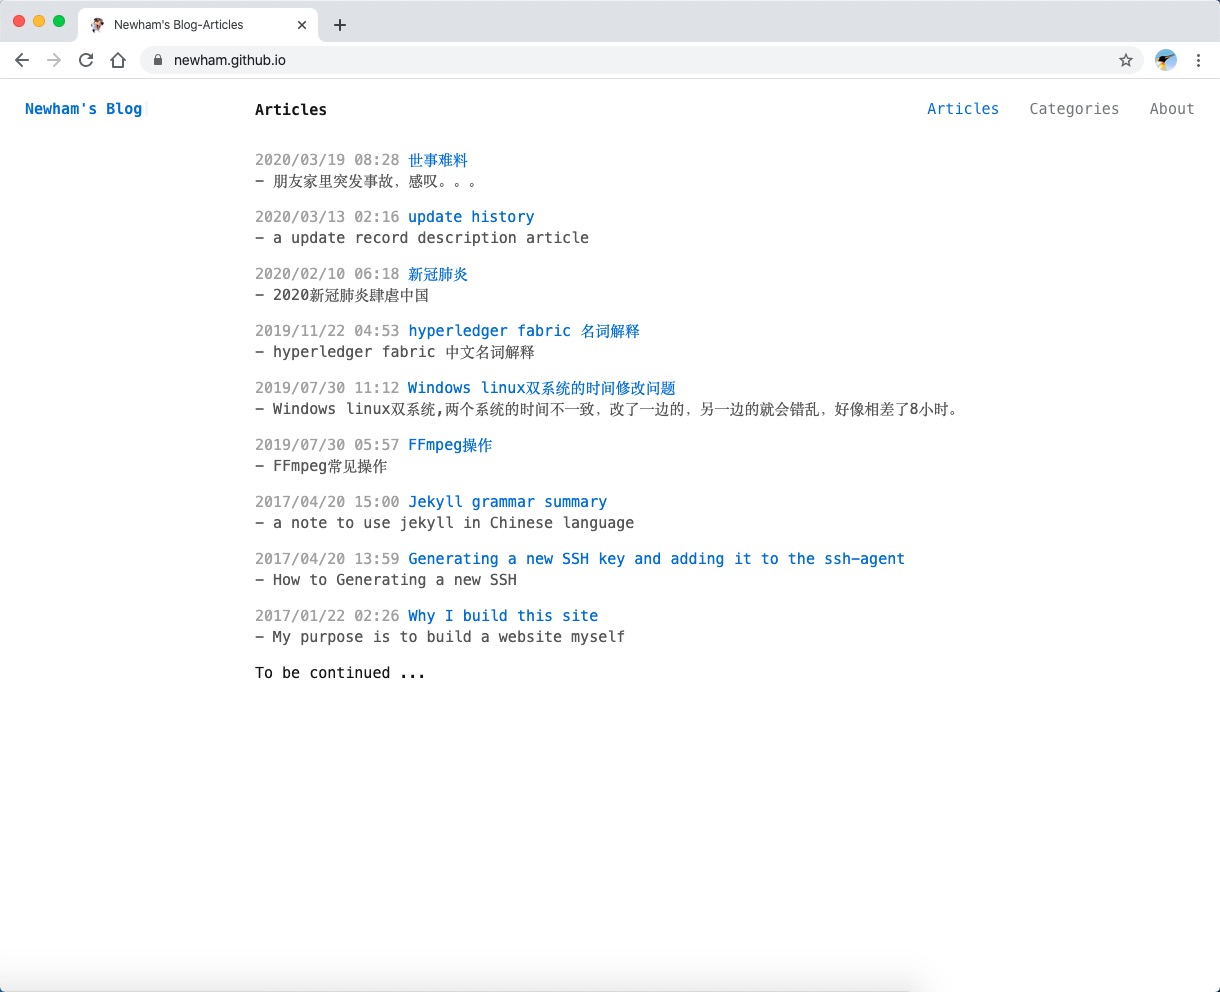 Newham's Blog-Articles
newham.github.io
Newham's Blog
Articles
Articles Categories About
2020/03/19 08:28 世事难料
– 朋友家里突发事故，感叹。。。
2020/03/13 02:16 update history
– a update record description article
2020/02/10 06:18 新冠肺炎
– 2020新冠肺炎肆虐中国
2019/11/22 04:53 hyperledger fabric 名词解释
– hyperledger fabric 中文名词解释
2019/07/30 11:12 Windows linux双系统的时间修改问题
– Windows linux双系统,两个系统的时间不一致，改了一边的，另一边的就会错乱，好像相差了8小时。
2019/07/30 05:57 FFmpeg操作
– FFmpeg常见操作
2017/04/20 15:00 Jekyll grammar summary
– a note to use jekyll in Chinese language
2017/04/20 13:59 Generating a new SSH key and adding it to the ssh-agent
– How to Generating a new SSH
2017/01/22 02:26 Why I build this site
– My purpose is to build a website myself
To be continued ...